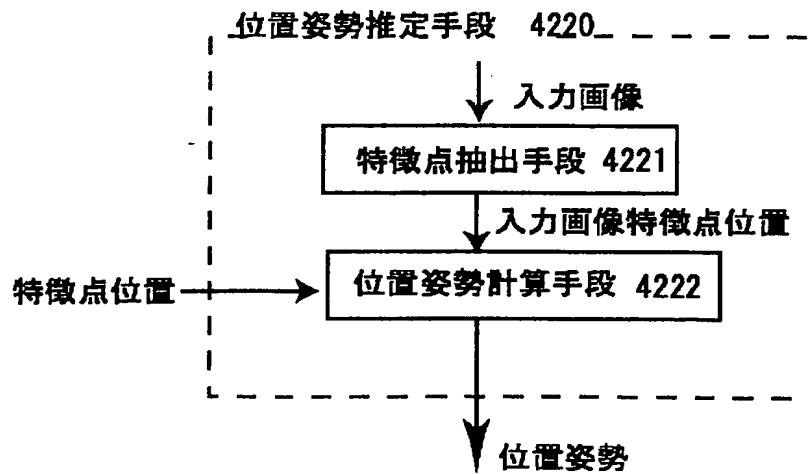 位置姿勢推定手段 4220
入力画像
特徴点抽出手段 4221
入力画像特徴点位置
特徴点位置
位置姿勢計算手段 4222
位置姿勢